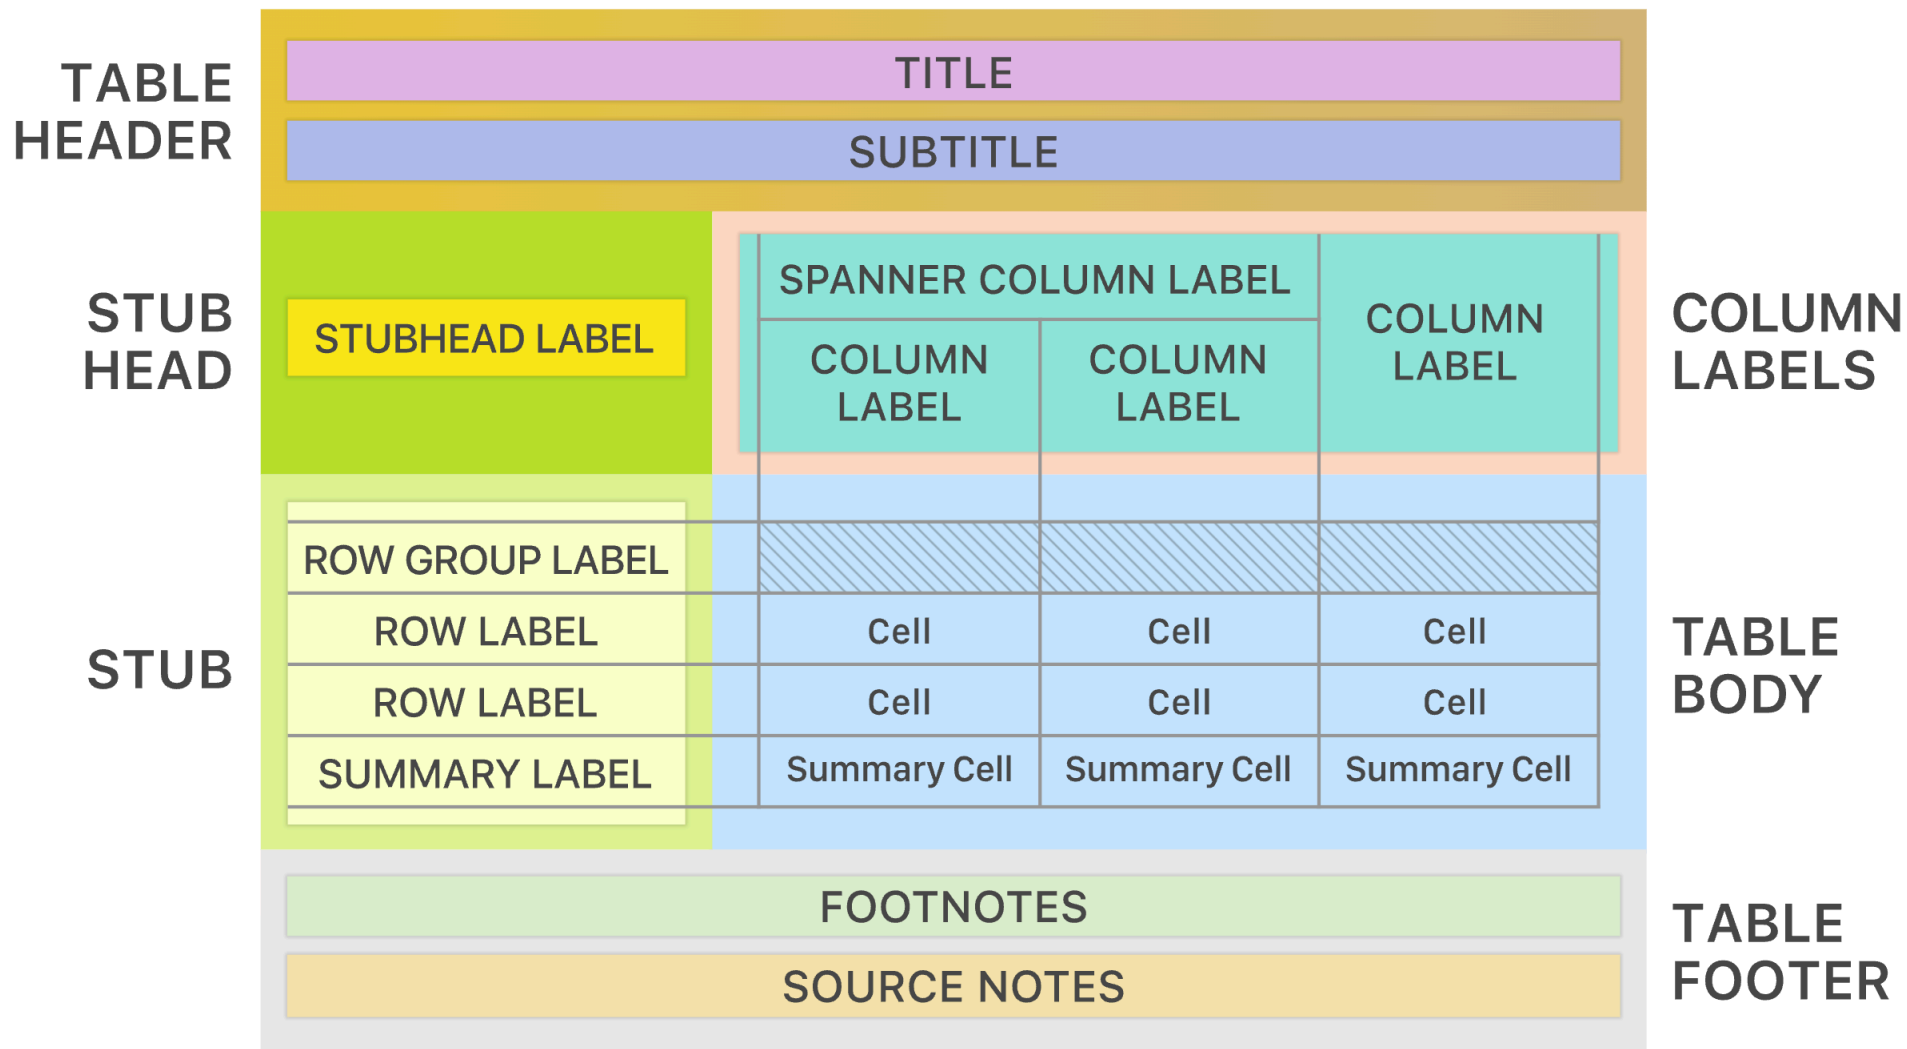 TABLE
HEADER
TITLE
SUBTITLE
STUB
HEAD
STUBHEAD LABEL
SPANNER COLUMN LABEL
COLUMN
LABEL
COLUMN
LABEL
COLUMN
LABEL
COLUMN
LABELS
STUB
ROW GROUP LABEL
ROW LABEL
Cell
Cell
Cell
ROW LABEL
Cell
Cell
Cell
SUMMARY LABEL
Summary Cell
Summary Cell
Summary Cell
TABLE
BODY
FOOTNOTES
SOURCE NOTES
TABLE
FOOTER